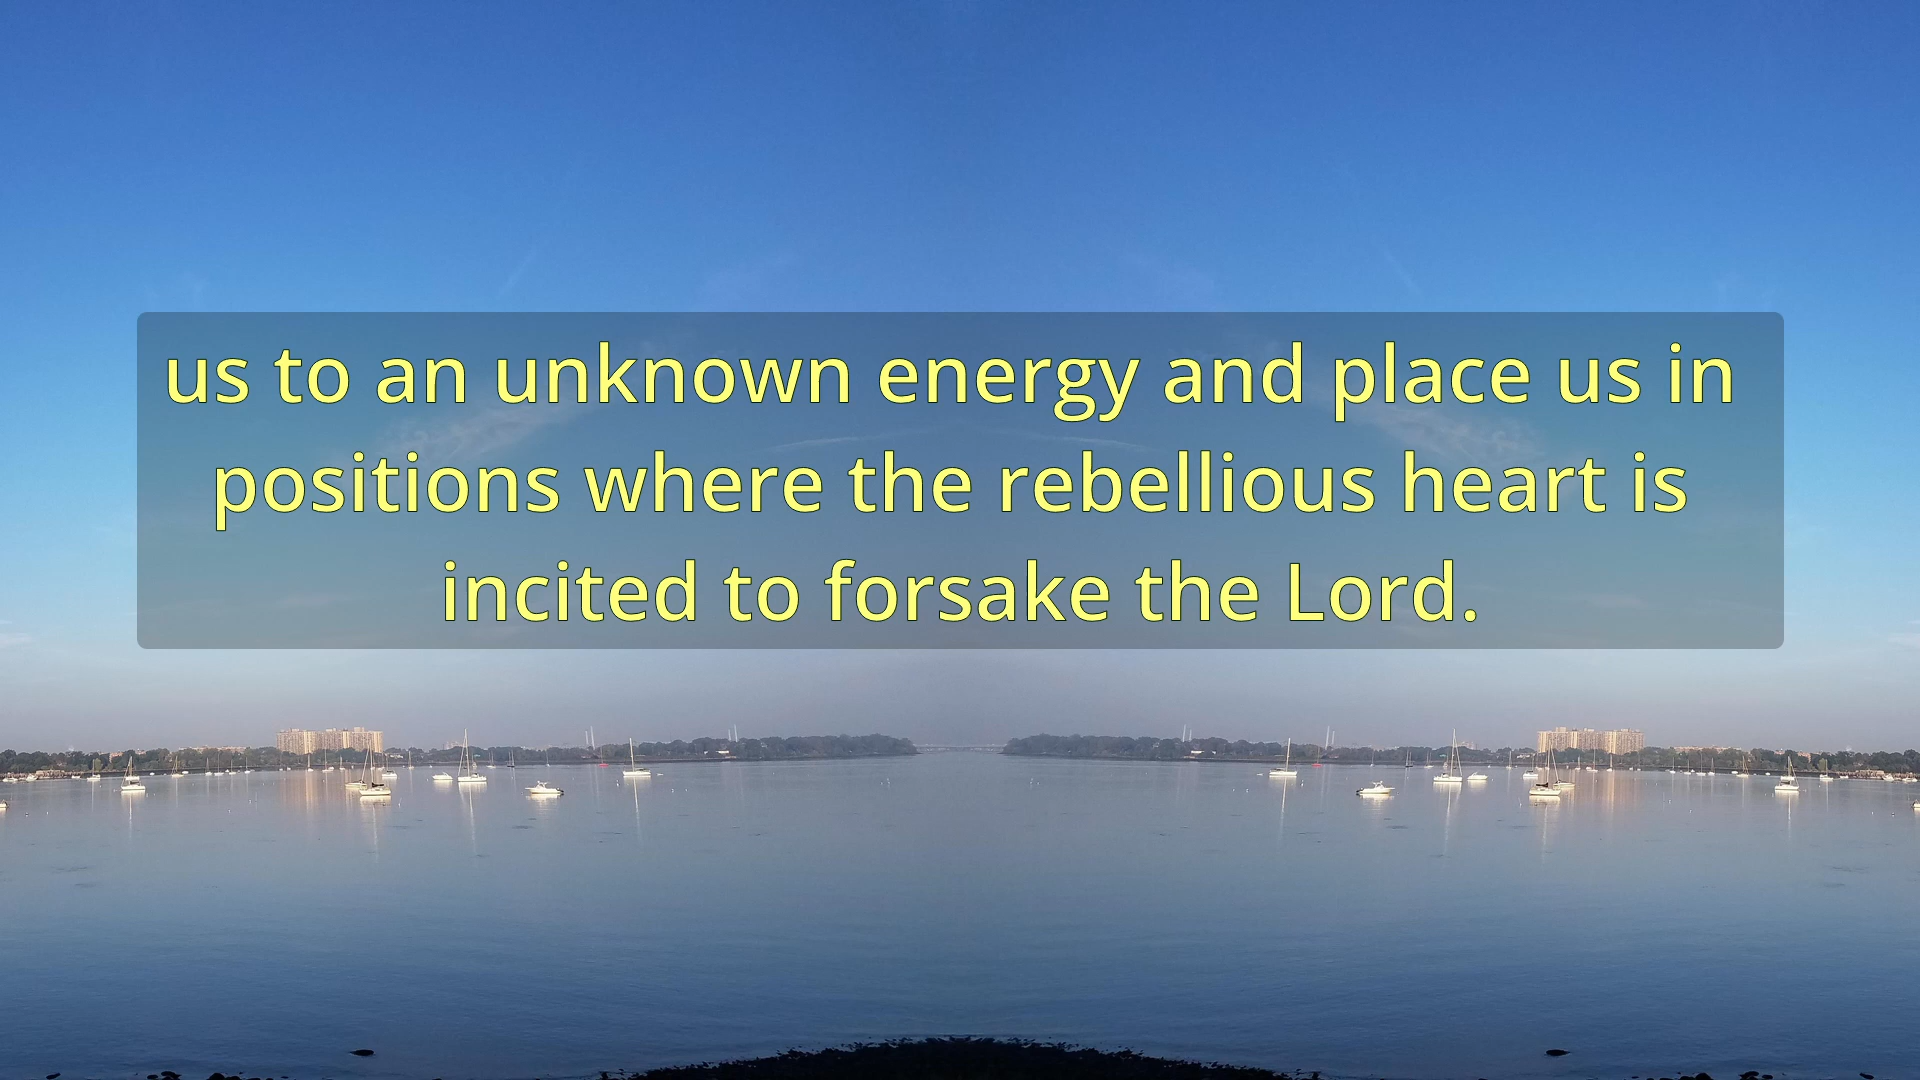 us to an unknown energy and place us in
positions where the rebellious heart is
incited to forsake the Lord.